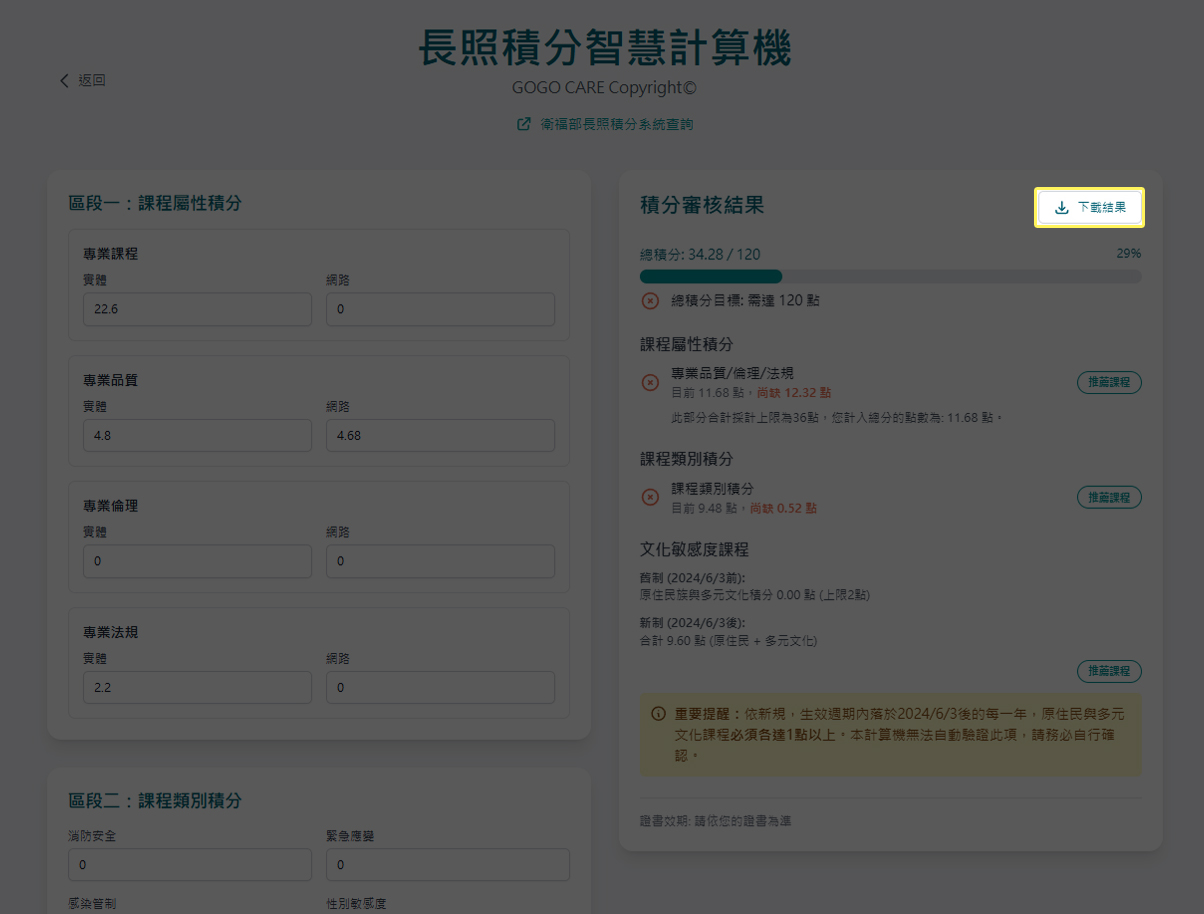 長照積分智慧計算機
返回
GOGO CARE Copyright©
衛福部長照積分系統查詢
區段一：課程屬性積分
專業課程
實體
網路
22.6
0
專業品質
實體
網路
4.8
4.68
專業倫理
實體
網路
0
0
專業法規
實體
網路
2.2
0
區段二：課程類別積分
消防安全
緊急應變
0
0
感染管制
性別敏感度
積分審核結果
下載結果
總積分: 34.28 / 120
29%
總積分目標: 需達 120 點
課程屬性積分
專業品質/倫理/法規
目前 11.68 點，尚缺 12.32 點
推薦課程
此部分合計採計上限為36點，您計入總分的點數為: 11.68 點。
課程類別積分
課程類別積分
目前 9.48 點，尚缺 0.52 點
推薦課程
文化敏感度課程
舊制 (2024/6/3前):
原住民族與多元文化積分 0.00 點 (上限2點)
新制 (2024/6/3後):
合計 9.60 點 (原住民 + 多元文化)
推薦課程
重要提醒：依新規，生效週期內落於2024/6/3後的每一年，原住民與多元
文化課程必須各達1點以上。本計算機無法自動驗證此項，請務必自行確
認。
證書效期: 請依您的證書為準